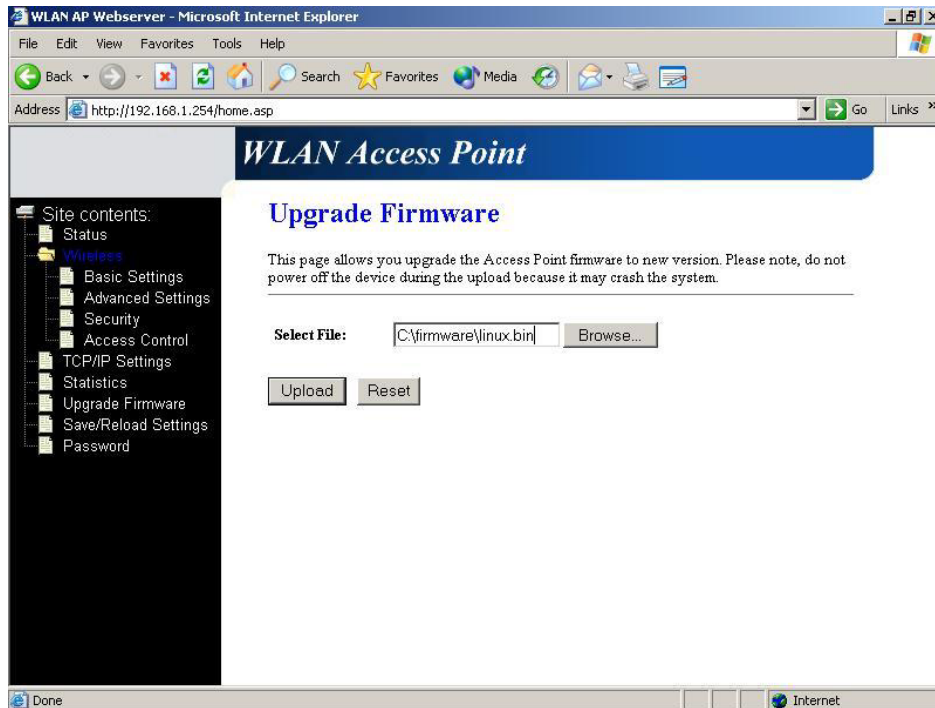 WLAN AP Webserver - Microsoft Internet Explorer
File Edit View Favorites Tools Help
Back Search Favorites Media
Address http://192.168.1.254/home.asp Go Links »
WLAN Access Point
Site contents:
Status
Wireless
Basic Settings
Advanced Settings
Security
Access Control
TCP/IP Settings
Statistics
Upgrade Firmware
Save/Reload Settings
Password
Upgrade Firmware
This page allows you upgrade the Access Point firmware to new version. Please note, do not
power off the device during the upload because it may crash the system.
Select File: C:\firmware\linux.bin Browse...
Upload Reset
Done Internet